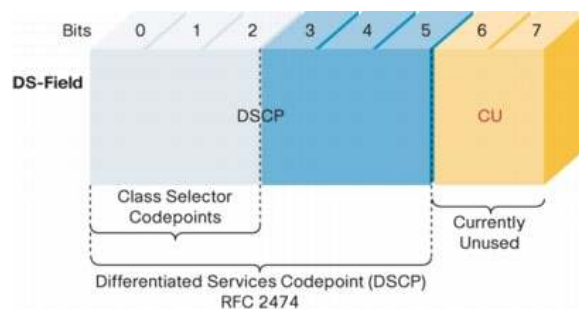 Bits 0 1 2 3 4 5 6 7
DS-Field
DSCP
CU
Class Selector
Codepoints
Currently
Unused
Differentiated Services Codepoint (DSCP)
RFC 2474